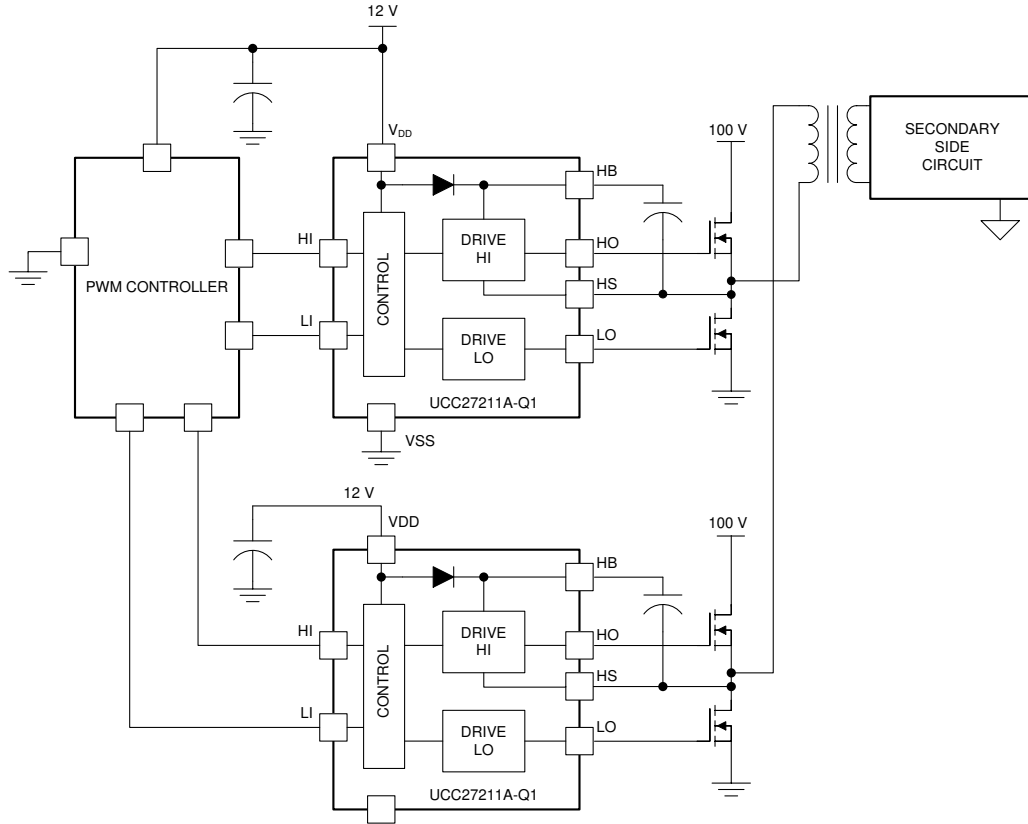 12 V
VDD
100 V
SECONDARY
SIDE
CIRCUIT
HB
HI
DRIVE
HI
HO
PWM CONTROLLER
CONTROL
HS
LI
DRIVE
LO
LO
UCC27211A-Q1
VSS
12 V
VDD
100 V
HB
HI
DRIVE
HI
HO
CONTROL
HS
LI
DRIVE
LO
LO
UCC27211A-Q1